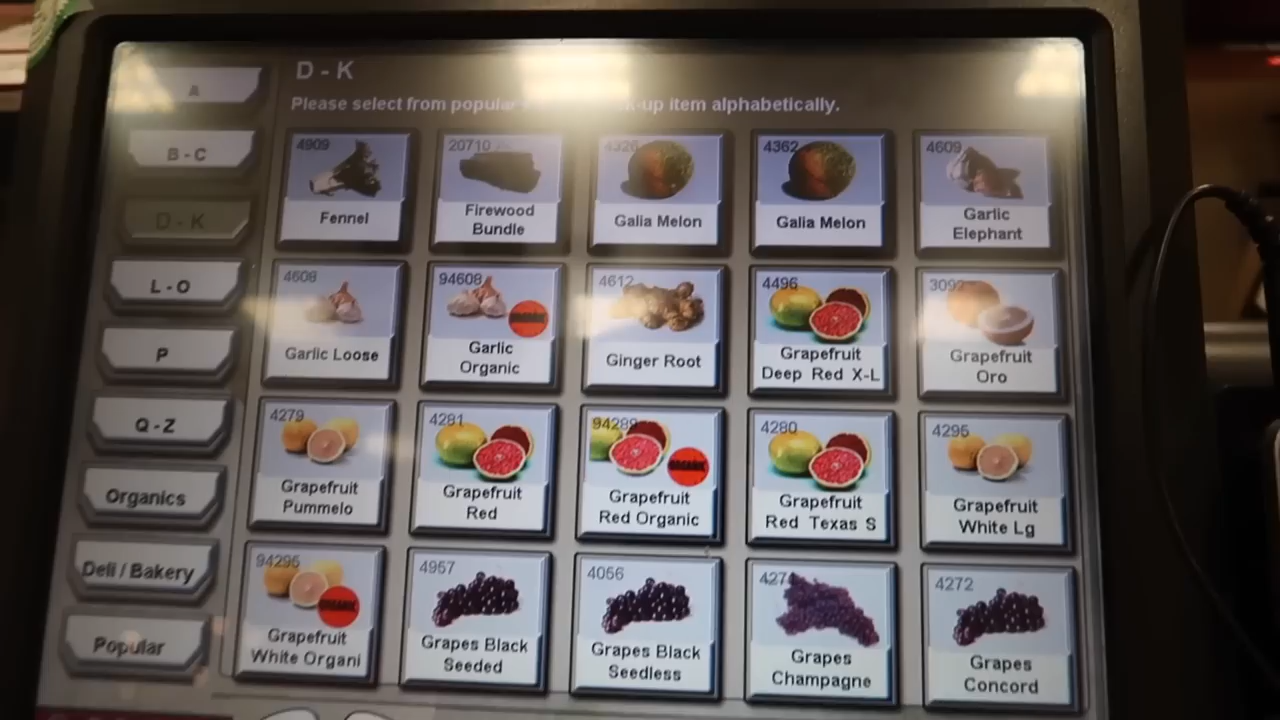 D - K
Please select from popular k-up item alphabetically.
A
B - C
D - K
L - O
P
Q - Z
Organics
Deli / Bakery
Popular
4909
Fennel
20710
Firewood
Bundle
4326
Galia Melon
4362
Galia Melon
4609
Garlic
Elephant
4608
Garlic Loose
94608
ORGANIC
Garlic
Organic
4612
Ginger Root
4496
Grapefruit
Deep Red X-L
3092
Grapefruit
Oro
4279
Grapefruit
Pummelo
4281
Grapefruit
Red
94289
ORGANIC
Grapefruit
Red Organic
4280
Grapefruit
Red Texas S
4295
Grapefruit
White Lg
94295
ORGANIC
Grapefruit
White Organi
4957
Grapes Black
Seeded
4056
Grapes Black
Seedless
Grapes
Champagne
4272
Grapes
Concord